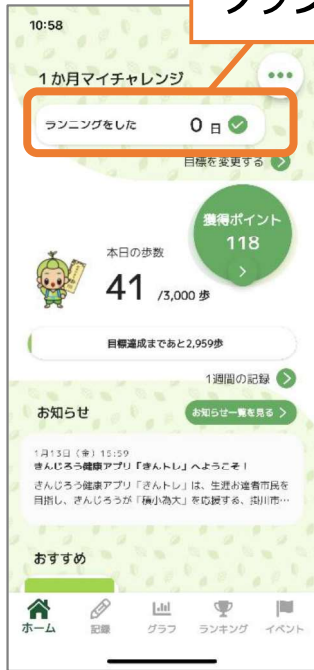 10:58
1か月マイチャレンジ
ランニングをした 0 日
目標を変更する
獲得ポイント
118
本日の歩数
41 /3,000 歩
目標達成まであと2,959歩
1週間の記録
お知らせ
お知らせ一覧を見る
1月13日（金）15:59
きんじろう健康アプリ「きんトレ」へようこそ！
きんじろう健康アプリ「きんトレ」は、生涯お達者市民を
目指し、きんじろうが「積小為大」を応援する、掛川市…
おすすめ
ホーム 記録 グラフ ランキング イベント